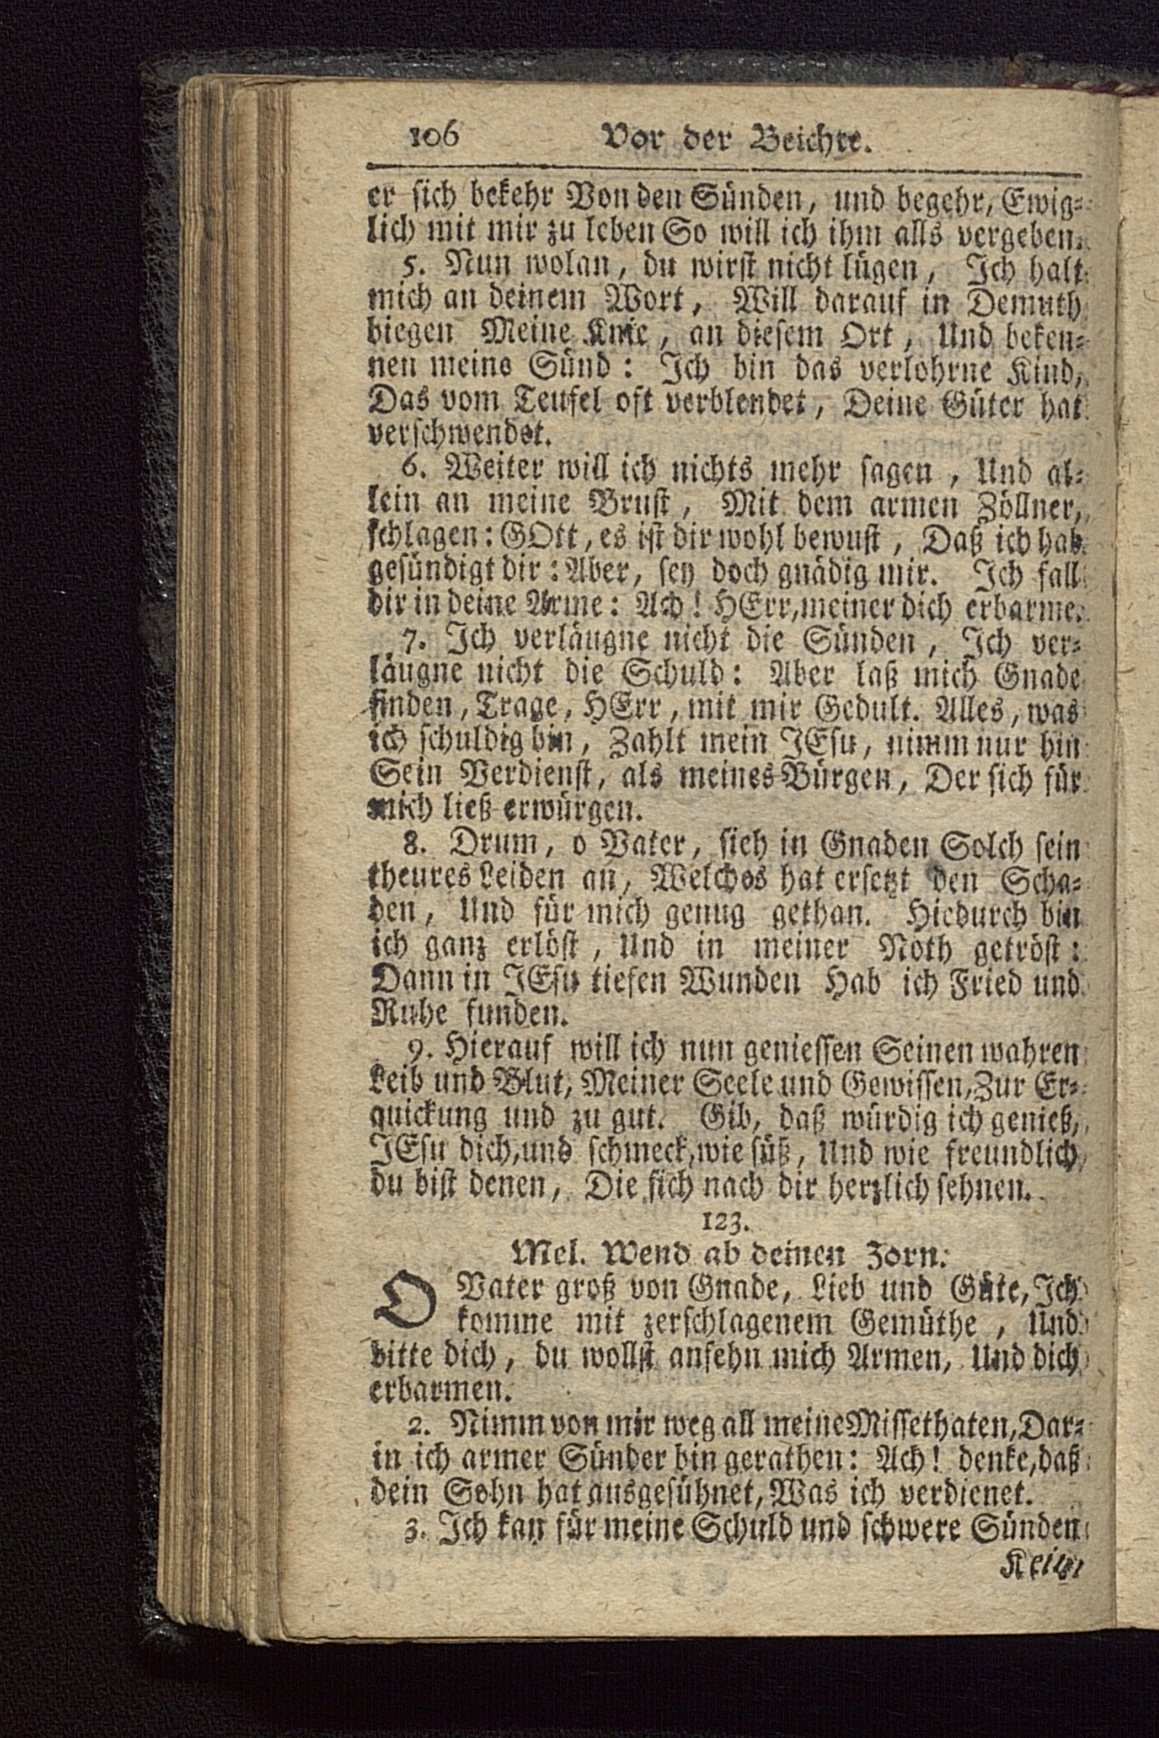 106 Vor der Beichte.
er sich bekehr Von den Sünden, und begehr, Ewig-
lich mit mir zu leben So will ich ihm alls vergeben.
5. Nun wolan, du wirst nicht lügen, Ich halt
mich an deinem Wort, Will darauf in Demuth
biegen Meine Knie, an diesem Ort, Und beken-
nen meine Sünd: Ich bin das verlohrne Kind,
Das vom Teufel oft verblendet, Deine Güter hat
verschwendet.
6. Weiter will ich nichts mehr sagen, Und al-
lein an meine Brust, Mit dem armen Zöllner,
schlagen: GOtt, es ist dir wohl bewust, Daß ich hab
gesündigt dir: Aber, sey doch gnädig mir. Ich fall
dir in deine Arme: Ach! HErr, meiner dich erbarme.
7. Ich verläugne nicht die Sünden, Ich ver-
läugne nicht die Schuld: Aber laß mich Gnade
finden, Trage, HErr, mit mir Gedult. Alles, was
ich schuldig bin, Zahlt mein JEsu, nimm nur hin
Sein Verdienst, als meines Bürgen, Der sich für
mich ließ erwürgen.
8. Drum, o Vater, sieh in Gnaden Solch sein
theures Leiden an, Welches hat ersetzt den Scha-
den, Und für mich genug gethan. Hiedurch bin
ich ganz erlöst, Und in meiner Noth getröst:
Dann in JEsu tiefen Wunden Hab ich Fried und
Ruhe funden.
9. Hierauf will ich nun geniessen Seinen wahren
Leib und Blut, Meiner Seele und Gewissen, Zur Er-
quickung und zu gut. Gib, daß würdig ich genieß,
JEsu dich, und schmeck, wie süß, Und wie freundlich
du bist denen, Die sich nach dir herzlich sehnen.
123.
Mel. Wend ab deinen Zorn.
O Vater groß von Gnade, Lieb und Güte, Ich
komme mit zerschlagenem Gemüthe, Und
bitte dich, du wollst ansehn mich Armen, Und dich
erbarmen.
2. Nimm von mir weg all meine Missethaten, Dar-
in ich armer Sünder bin gerathen: Ach! denke, daß
dein Sohn hat ausgesühnet, Was ich verdienet.
3. Ich kan für meine Schuld und schwere Sünden
Kein